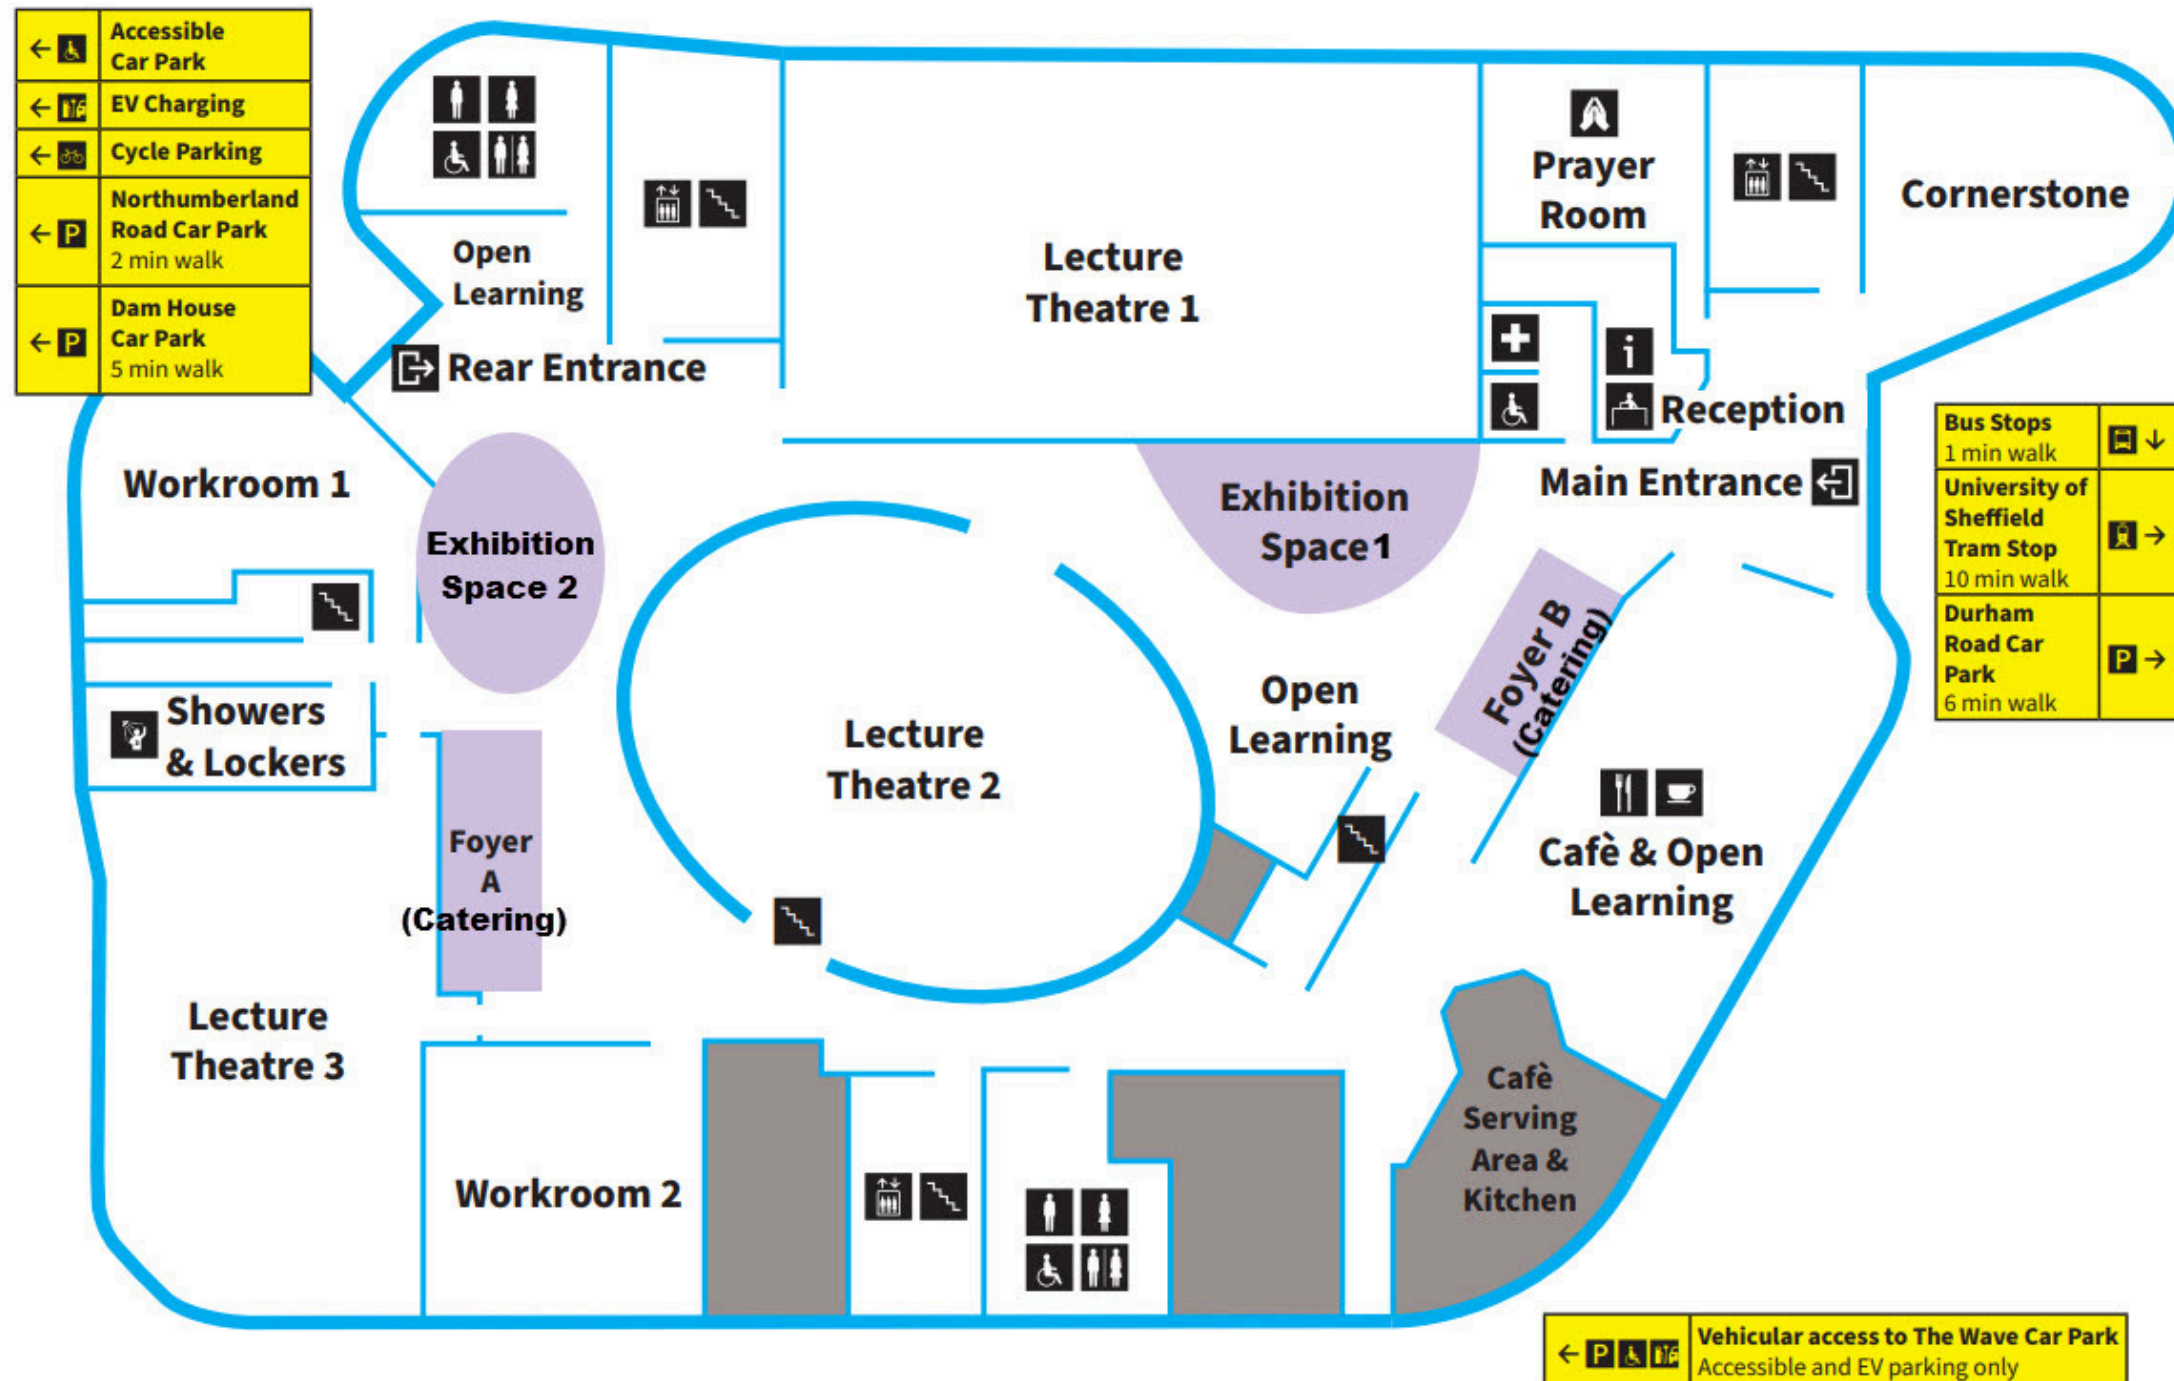 Accessible
Car Park
EV Charging
Cycle Parking
Northumberland
Road Car Park
2 min walk
Dam House
Car Park
5 min walk
Open
Learning
Rear Entrance
Lecture
Theatre 1
Prayer
Room
Cornerstone
Reception
Main Entrance
Bus Stops
1 min walk
University of
Sheffield
Tram Stop
10 min walk
Durham
Road Car
Park
6 min walk
Workroom 1
Exhibition
Space 2
Exhibition
Space1
Foyer B
(Catering)
Showers
& Lockers
Lecture
Theatre 2
Open
Learning
Foyer
A
(Catering)
Cafè & Open
Learning
Lecture
Theatre 3
Workroom 2
Cafè
Serving
Area &
Kitchen
Vehicular access to The Wave Car Park
Accessible and EV parking only